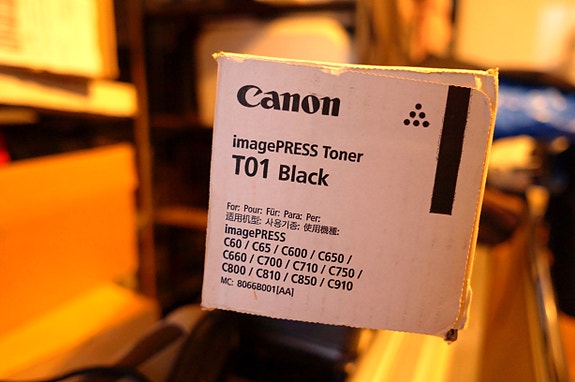 Canon
imagePRESS Toner
T01 Black
For: Pour: Für: Para: Per:
适用机型: 사용기종: 使用機種:
imagePRESS
C60 / C65 / C600 / C650 /
C660 / C700 / C710 / C750 /
C800 / C810 / C850 / C910
MC: 8066B001[AA]